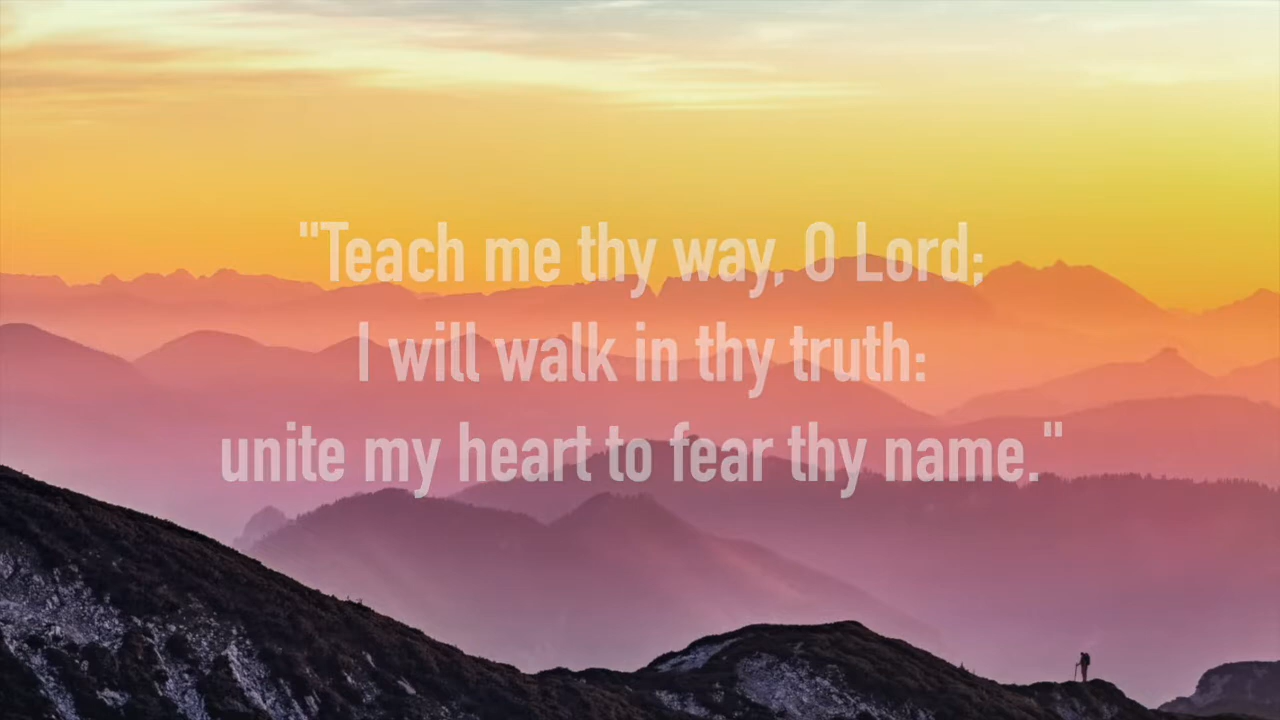 "Teach me thy way, O Lord;
I will walk in thy truth:
unite my heart to fear thy name."